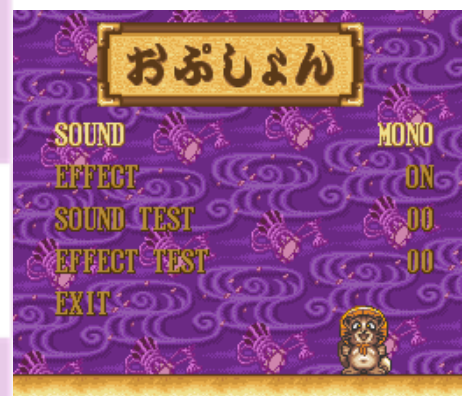 おぷしょん
SOUND MONO
EFFECT ON
SOUND TEST 00
EFFECT TEST 00
EXIT